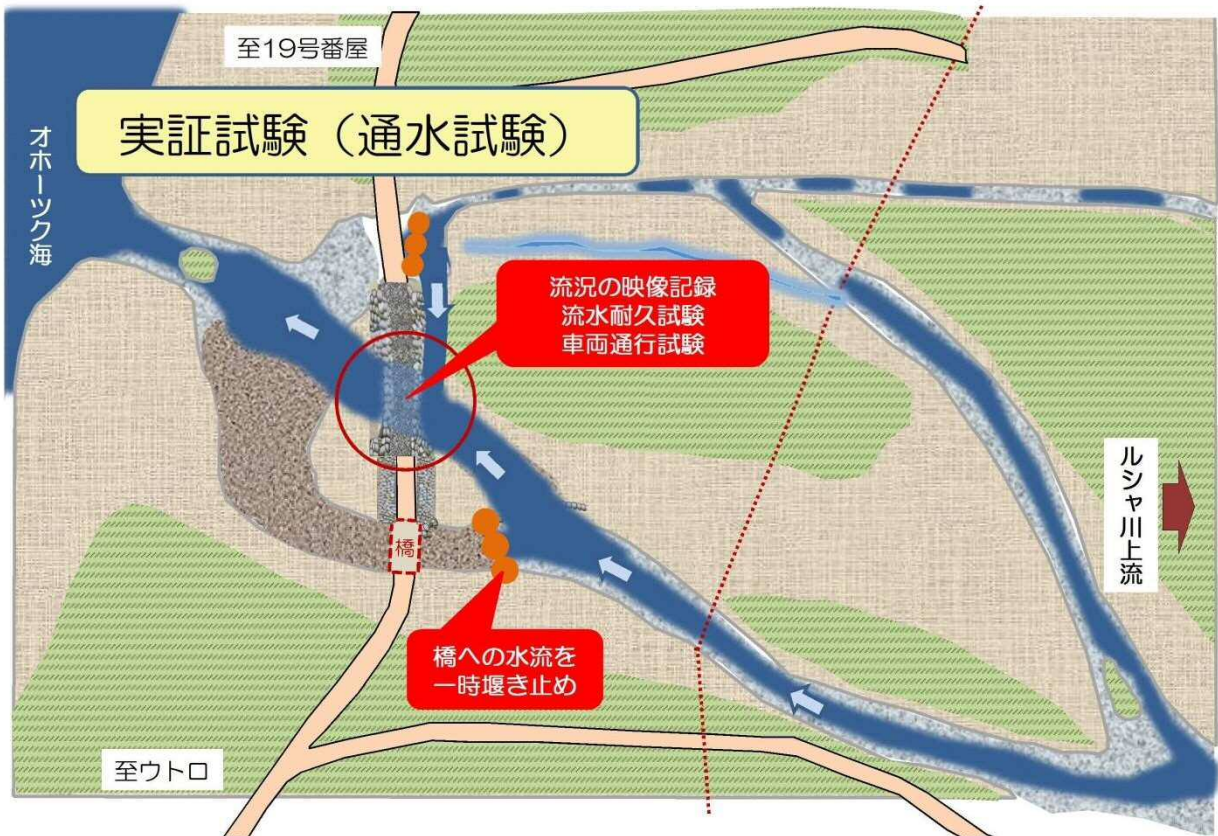 至19号番屋
実証試験（通水試験）
オホーツク海
流況の映像記録
流水耐久試験
車両通行試験
ルシャ川上流
橋
橋への水流を
一時堰き止め
至ウトロ